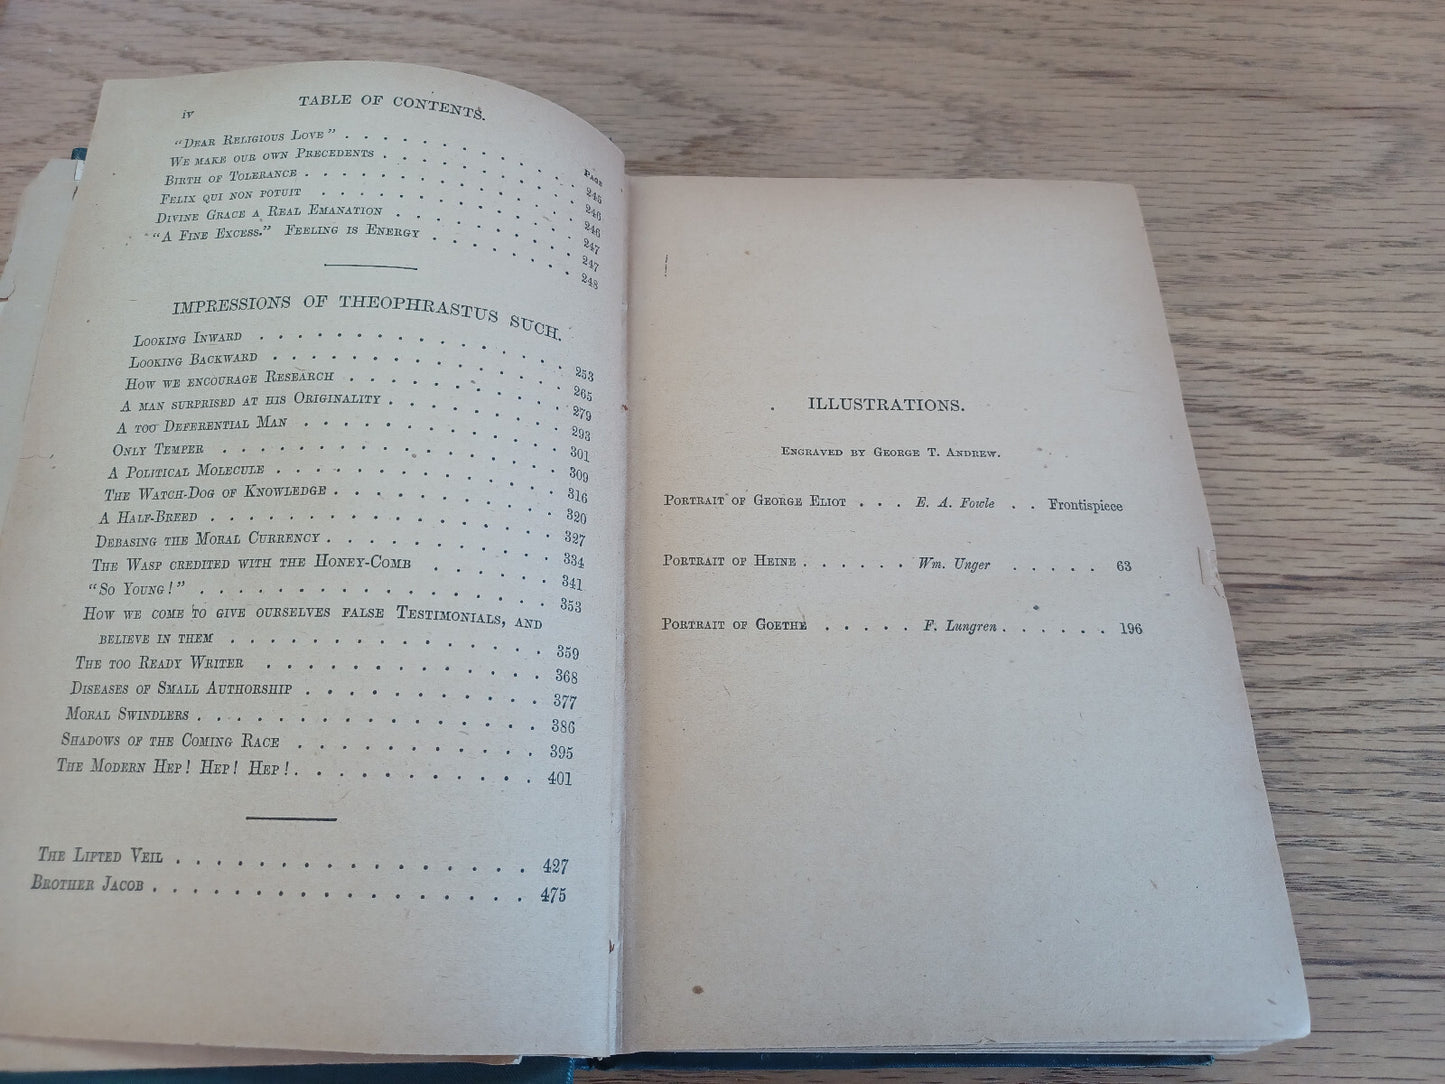 iv TABLE OF CONTENTS.
PAGE
"DEAR RELIGIOUS LOVE" . . . . . . . . . . 245
WE MAKE OUR OWN PRECEDENTS . . . . . . . . 246
BIRTH OF TOLERANCE . . . . . . . . . . . 246
FELIX QUI NON POTUIT . . . . . . . . . . 247
DIVINE GRACE A REAL EMANATION . . . . . . . 247
"A FINE EXCESS." FEELING IS ENERGY . . . . . . 248
IMPRESSIONS OF THEOPHRASTUS SUCH.
LOOKING INWARD . . . . . . . . . . . . 253
LOOKING BACKWARD . . . . . . . . . . . . 265
HOW WE ENCOURAGE RESEARCH . . . . . . . . . 279
A MAN SURPRISED AT HIS ORIGINALITY . . . . . . . 293
A TOO DEFERENTIAL MAN . . . . . . . . . . 301
ONLY TEMPER . . . . . . . . . . . . . 309
A POLITICAL MOLECULE . . . . . . . . . . . 316
THE WATCH-DOG OF KNOWLEDGE . . . . . . . . . 320
A HALF-BREED . . . . . . . . . . . . . 327
DEBASING THE MORAL CURRENCY . . . . . . . . . 334
THE WASP CREDITED WITH THE HONEY-COMB . . . . . . 341
"SO YOUNG!" . . . . . . . . . . . . . 353
HOW WE COME TO GIVE OURSELVES FALSE TESTIMONIALS, AND
BELIEVE IN THEM . . . . . . . . . . . . 359
THE TOO READY WRITER . . . . . . . . . . . 368
DISEASES OF SMALL AUTHORSHIP . . . . . . . . . 377
MORAL SWINDLERS . . . . . . . . . . . . . 386
SHADOWS OF THE COMING RACE . . . . . . . . . 395
THE MODERN HEP! HEP! HEP! . . . . . . . . . . 401
THE LIFTED VEIL . . . . . . . . . . . . . 427
BROTHER JACOB . . . . . . . . . . . . . . 475
ILLUSTRATIONS.
ENGRAVED BY GEORGE T. ANDREW.
PORTRAIT OF GEORGE ELIOT . . . E. A. Fowle . . Frontispiece
PORTRAIT OF HEINE . . . . . . Wm. Unger . . . . . 63
PORTRAIT OF GOETHE . . . . . F. Lungren . . . . . . 196